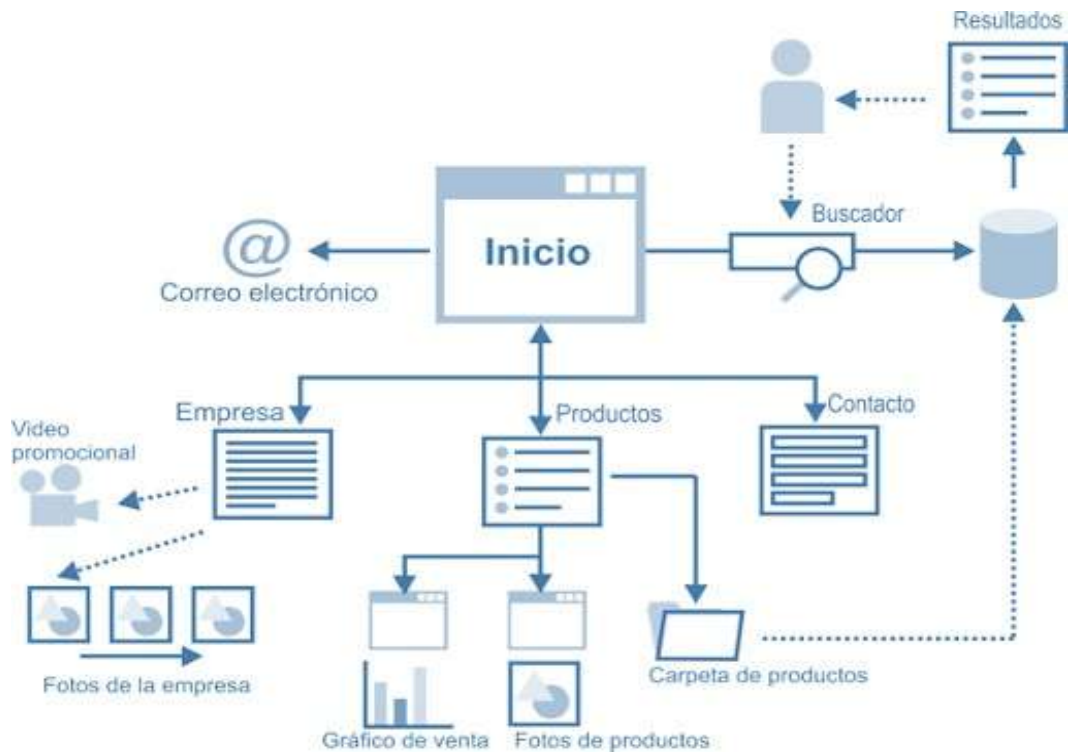 Resultados
Buscador
Inicio
@
Correo electrónico
Empresa
Productos
Contacto
Video
promocional
Fotos de la empresa
Carpeta de productos
Gráfico de venta
Fotos de productos